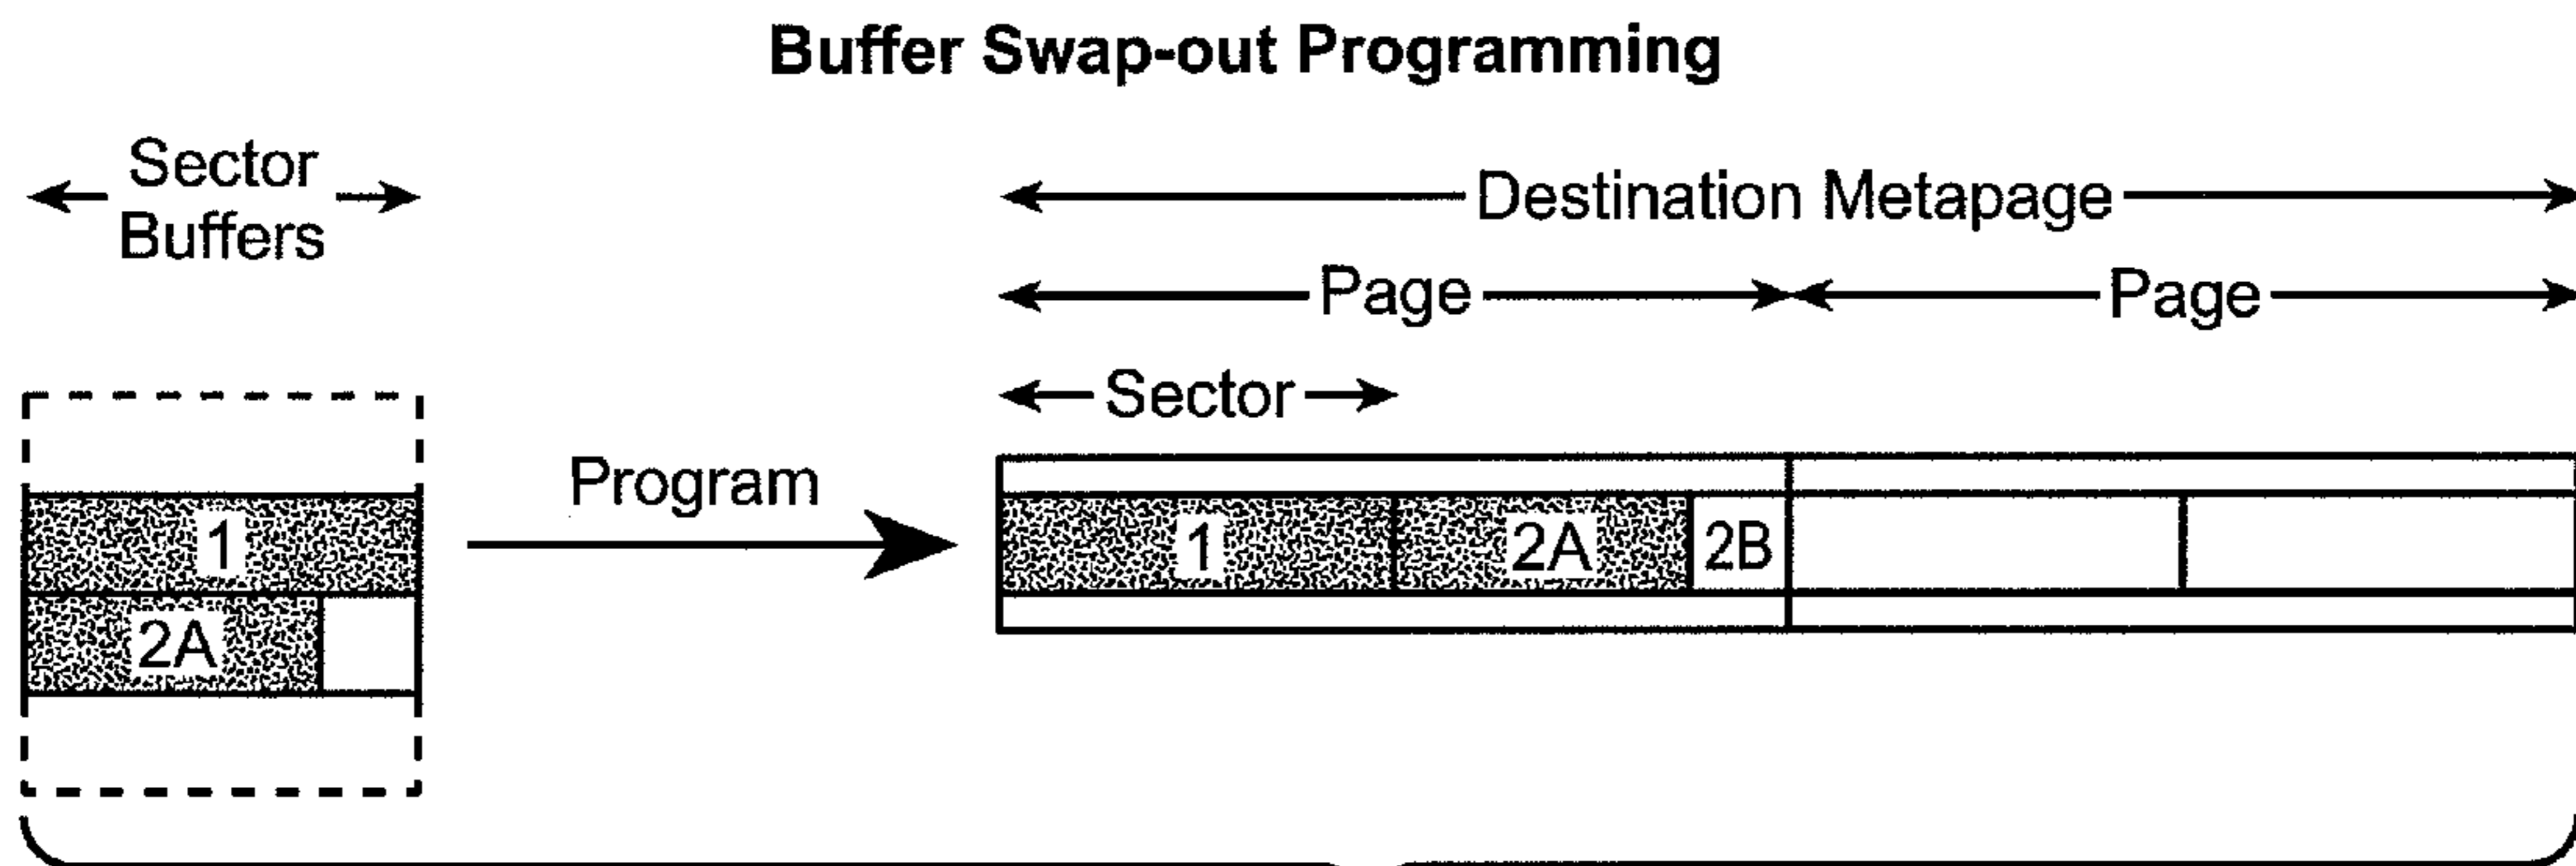 Buffer Swap-out Programming
Sector
Buffers
Destination Metapage
Page Page
Sector
Program
1
2A
1 2A 2B